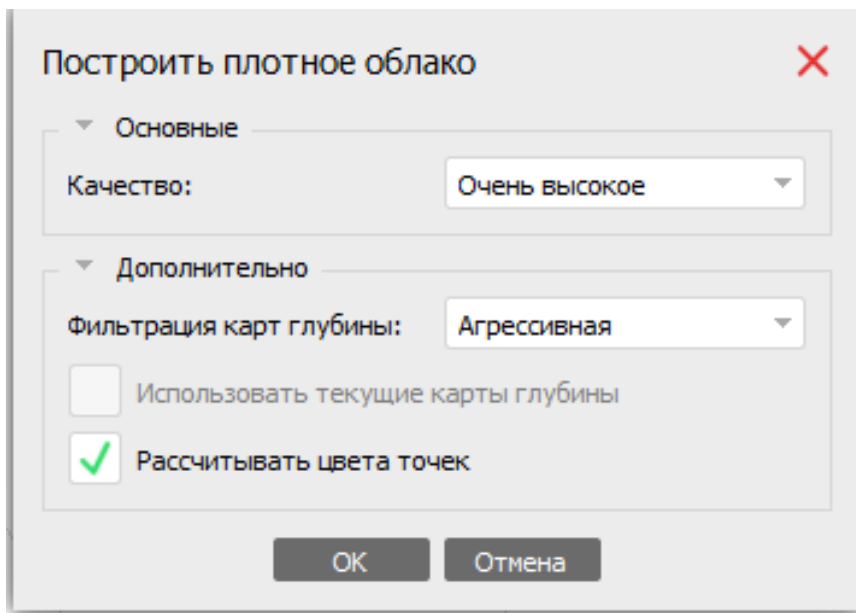 Построить плотное облако
Основные
Качество: Очень высокое
Дополнительно
Фильтрация карт глубины: Агрессивная
Использовать текущие карты глубины
Рассчитывать цвета точек
OK Отмена